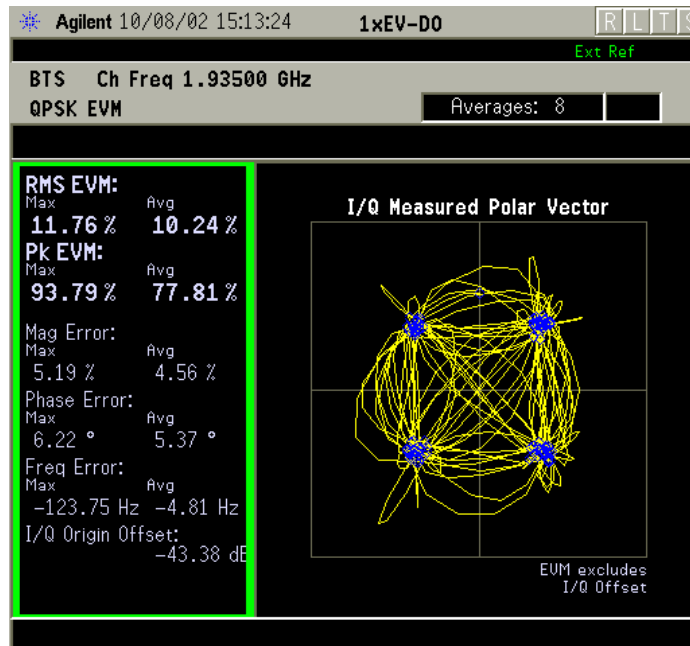 Agilent 10/08/02 15:13:24 1xEV-DO R L T S
Ext Ref
BTS Ch Freq 1.93500 GHz
QPSK EVM Averages: 8
RMS EVM:
Max Avg
11.76 % 10.24 %
Pk EVM:
Max Avg
93.79 % 77.81 %
Mag Error:
Max Avg
5.19 % 4.56 %
Phase Error:
Max Avg
6.22 ° 5.37 °
Freq Error:
Max Avg
-123.75 Hz -4.81 Hz
I/Q Origin Offset:
-43.38 dB
I/Q Measured Polar Vector
EVM excludes
I/Q Offset